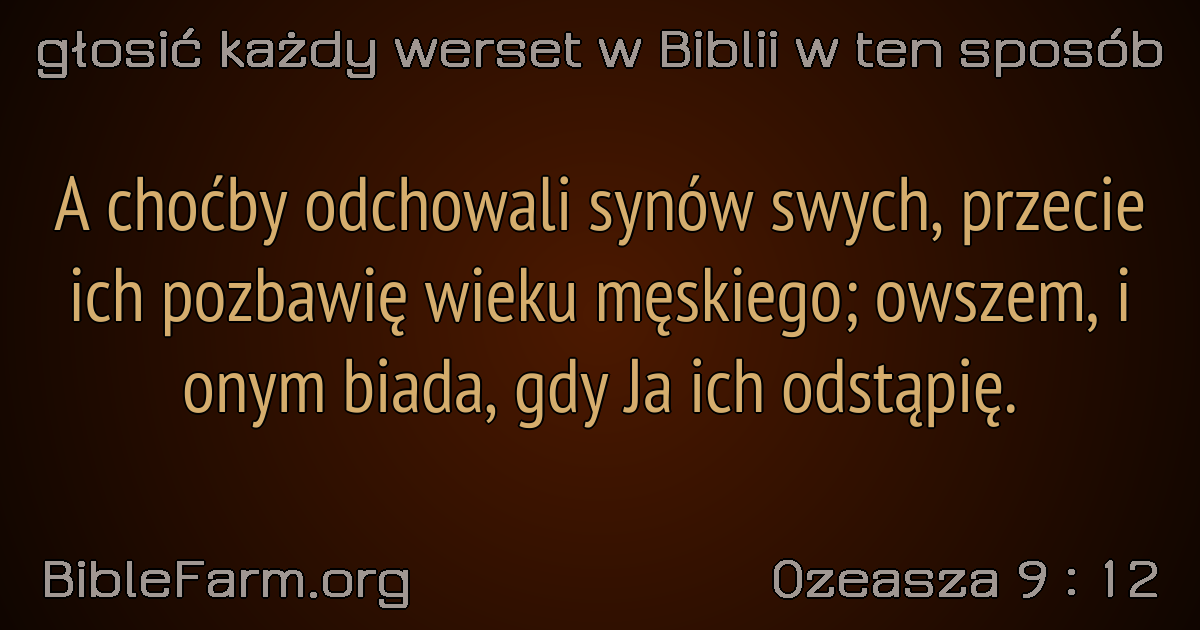 głosić każdy werset w Biblii w ten sposób
A choćby odchowali synów swych, przecie
ich pozbawię wieku męskiego; owszem, i
onym biada, gdy Ja ich odstąpię.
BibleFarm.org
Ozeasza 9 : 12